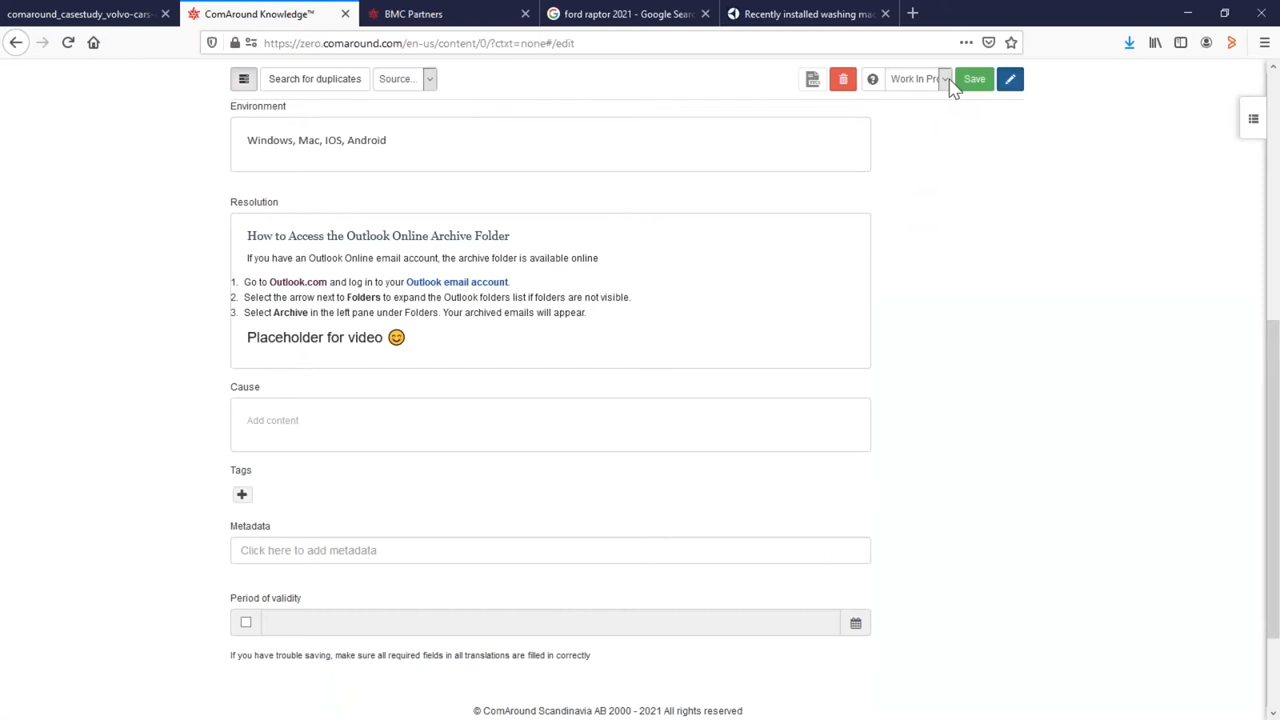 comaround_casestudy_volvo-cars-
ComAround Knowledge™
BMC Partners
ford raptor 2021 - Google Sear
Recently installed washing mac
https://zero.comaround.com/en-us/content/0/?ctxt=none#/edit
Search for duplicates
Source...
Work In Pro
Save
Environment
Windows, Mac, IOS, Android
Resolution
How to Access the Outlook Online Archive Folder
If you have an Outlook Online email account, the archive folder is available online
1. Go to Outlook.com and log in to your Outlook email account.
2. Select the arrow next to Folders to expand the Outlook folders list if folders are not visible.
3. Select Archive in the left pane under Folders. Your archived emails will appear.
Placeholder for video 😊
Cause
Add content
Tags
Metadata
Click here to add metadata
Period of validity
If you have trouble saving, make sure all required fields in all translations are filled in correctly
© ComAround Scandinavia AB 2000 - 2021 All rights reserved